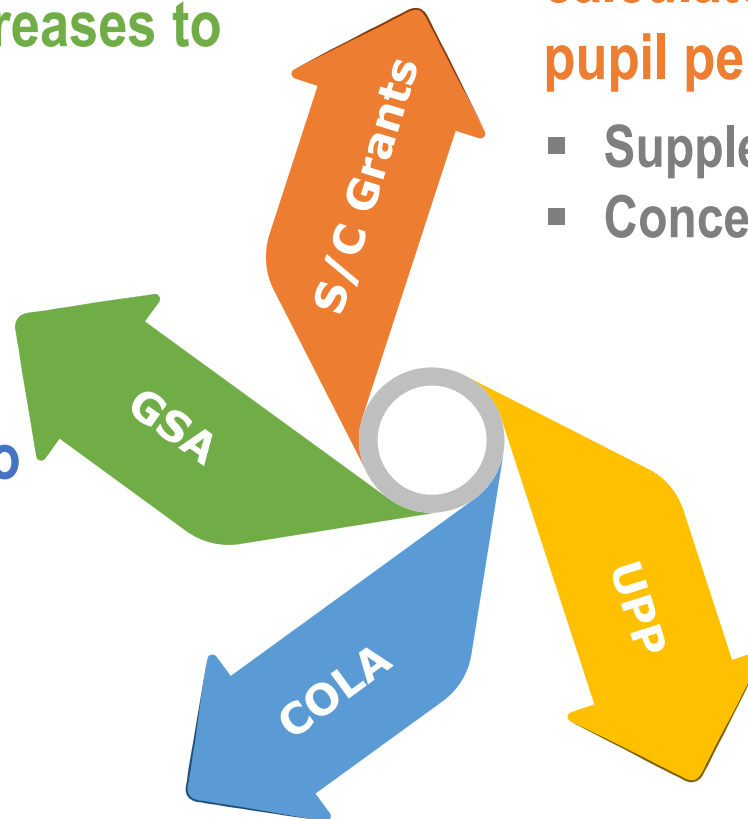 reases to
pupil pe
Supple
Conce
S/C Grants
GSA
o
UPP
COLA